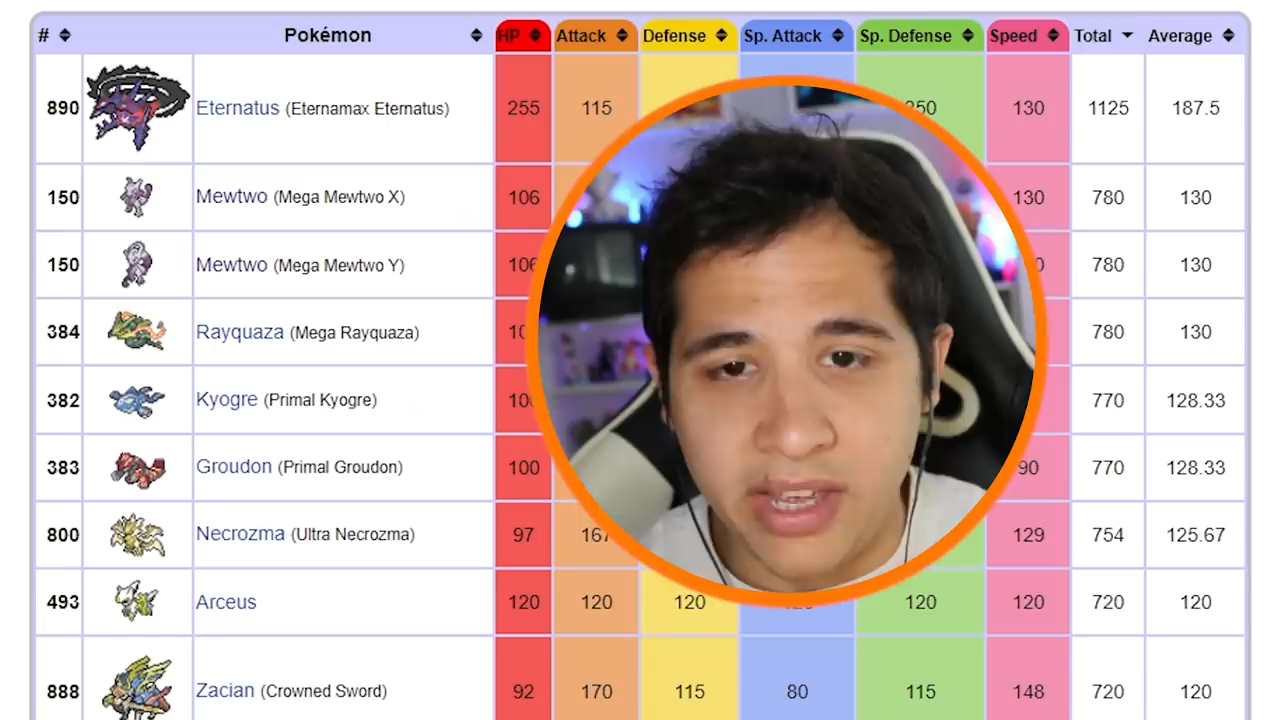 # Pokémon HP Attack Defense Sp. Attack Sp. Defense Speed Total Average
890 Eternatus (Eternamax Eternatus) 255 115 130 1125 187.5
150 Mewtwo (Mega Mewtwo X) 106 130 780 130
150 Mewtwo (Mega Mewtwo Y) 780 130
384 Rayquaza (Mega Rayquaza) 780 130
382 Kyogre (Primal Kyogre) 770 128.33
383 Groudon (Primal Groudon) 100 90 770 128.33
800 Necrozma (Ultra Necrozma) 97 167 129 754 125.67
493 Arceus 120 120 120 120 120 720 120
888 Zacian (Crowned Sword) 92 170 115 80 115 148 720 120